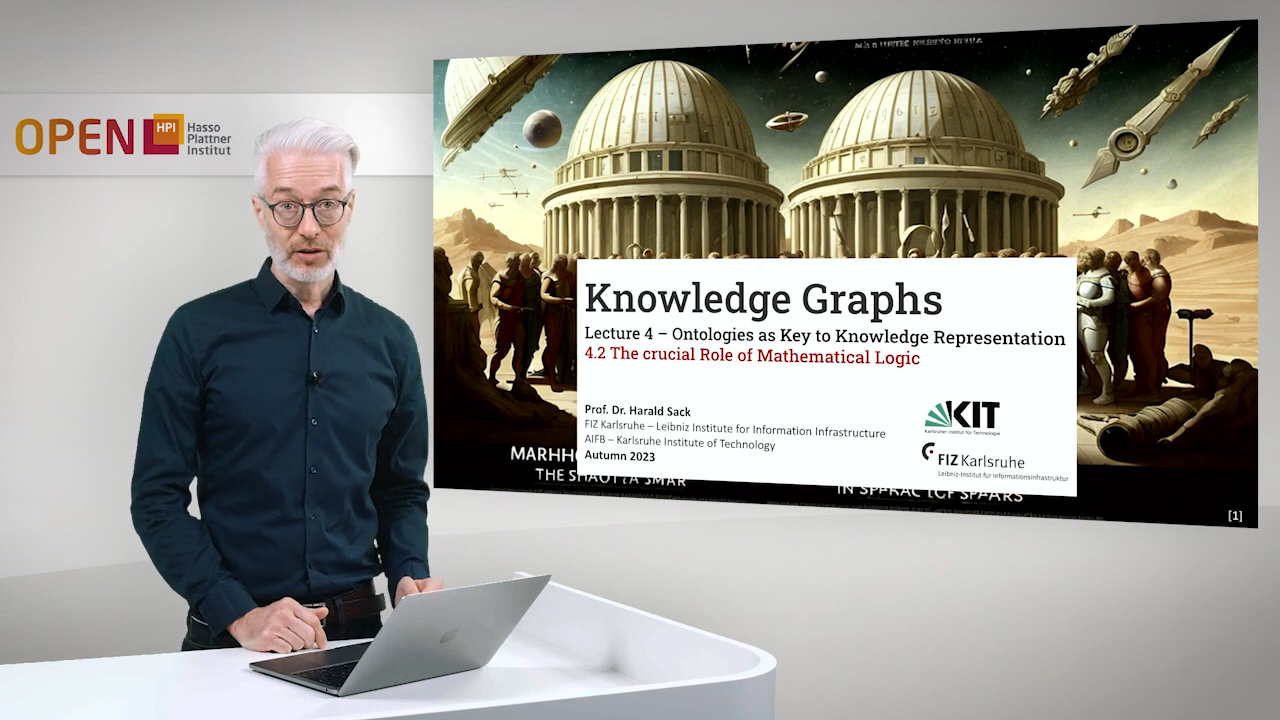 OPEN
HPI
Hasso
Plattner
Institut
Knowledge Graphs
Lecture 4 – Ontologies as Key to Knowledge Representation
4.2 The crucial Role of Mathematical Logic
Prof. Dr. Harald Sack
FIZ Karlsruhe – Leibniz Institute for Information Infrastructure
AIFB – Karlsruhe Institute of Technology
Autumn 2023
KIT
Karlsruher Institut für Technologie
FIZ Karlsruhe
Leibniz-Institut für Informationsinfrastruktur
[1]